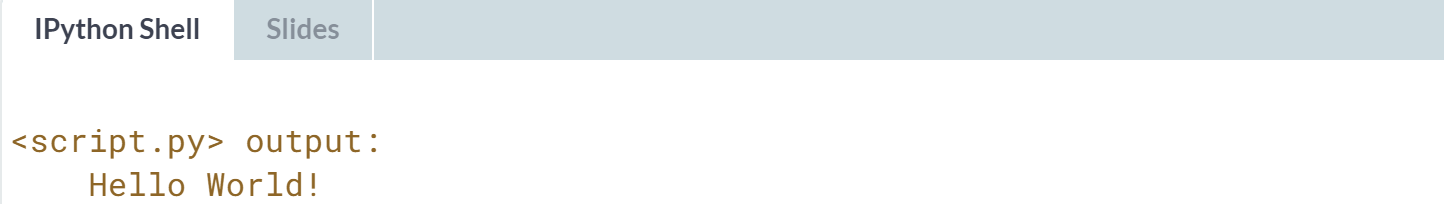 IPython Shell Slides
<script.py> output:
Hello World!